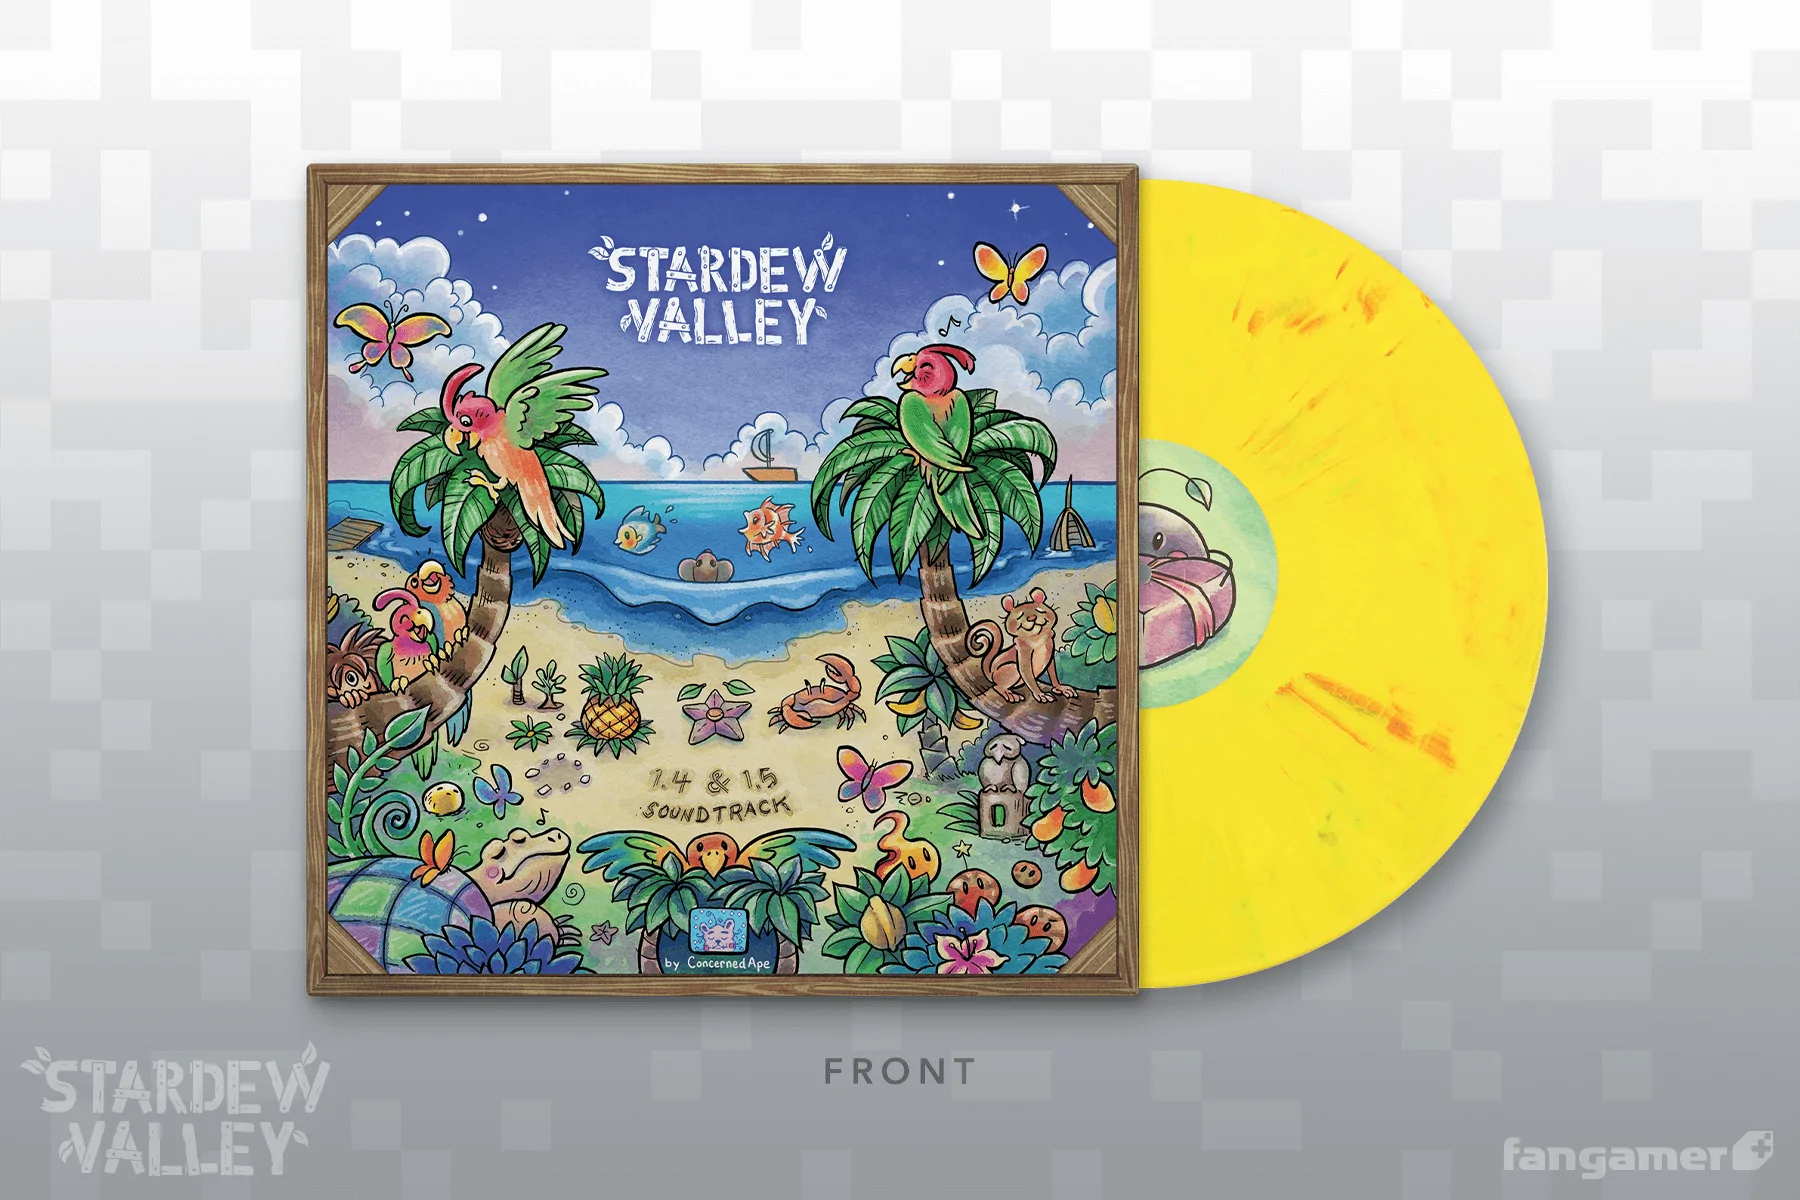 STARDEW
VALLEY
1.4 & 1.5
SOUNDTRACK
by ConcernedApe
FRONT
STARDEW
VALLEY
fangamer